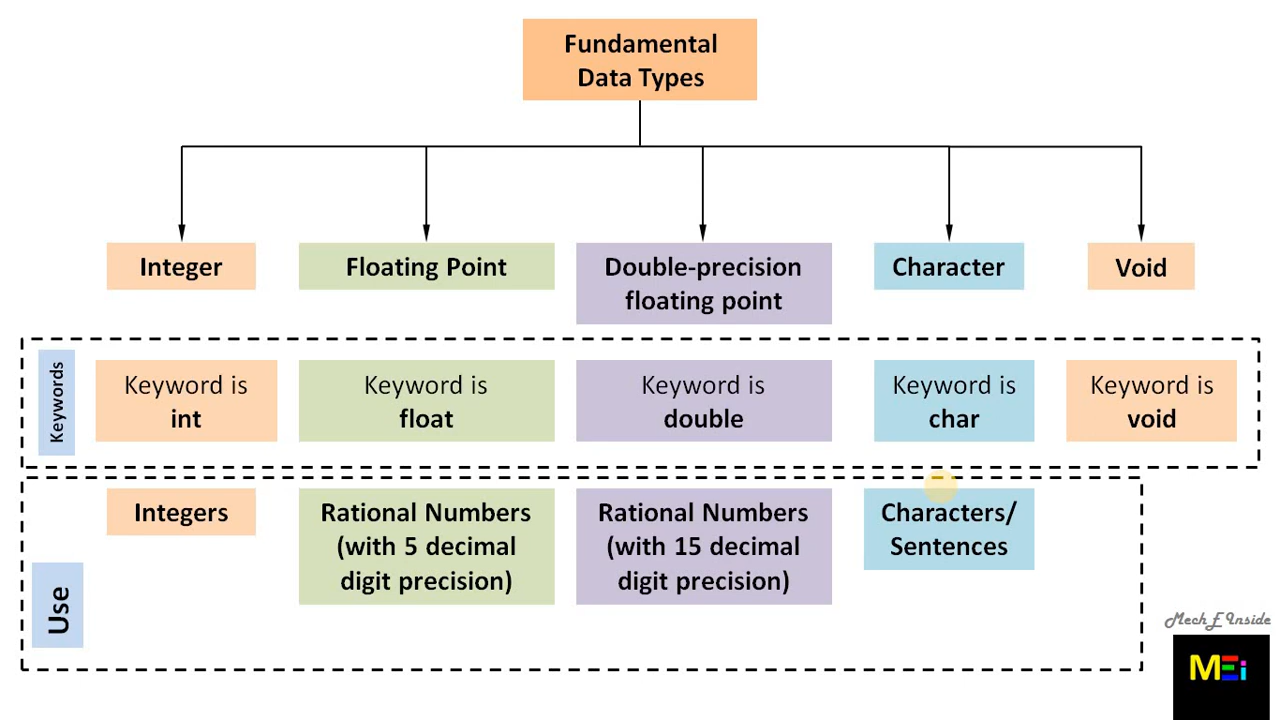 Fundamental
Data Types
Integer
Floating Point
Double-precision
floating point
Character
Void
Keywords
Keyword is
int
Keyword is
float
Keyword is
double
Keyword is
char
Keyword is
void
Use
Integers
Rational Numbers
(with 5 decimal
digit precision)
Rational Numbers
(with 15 decimal
digit precision)
Characters/
Sentences
Mech E Inside
MEi